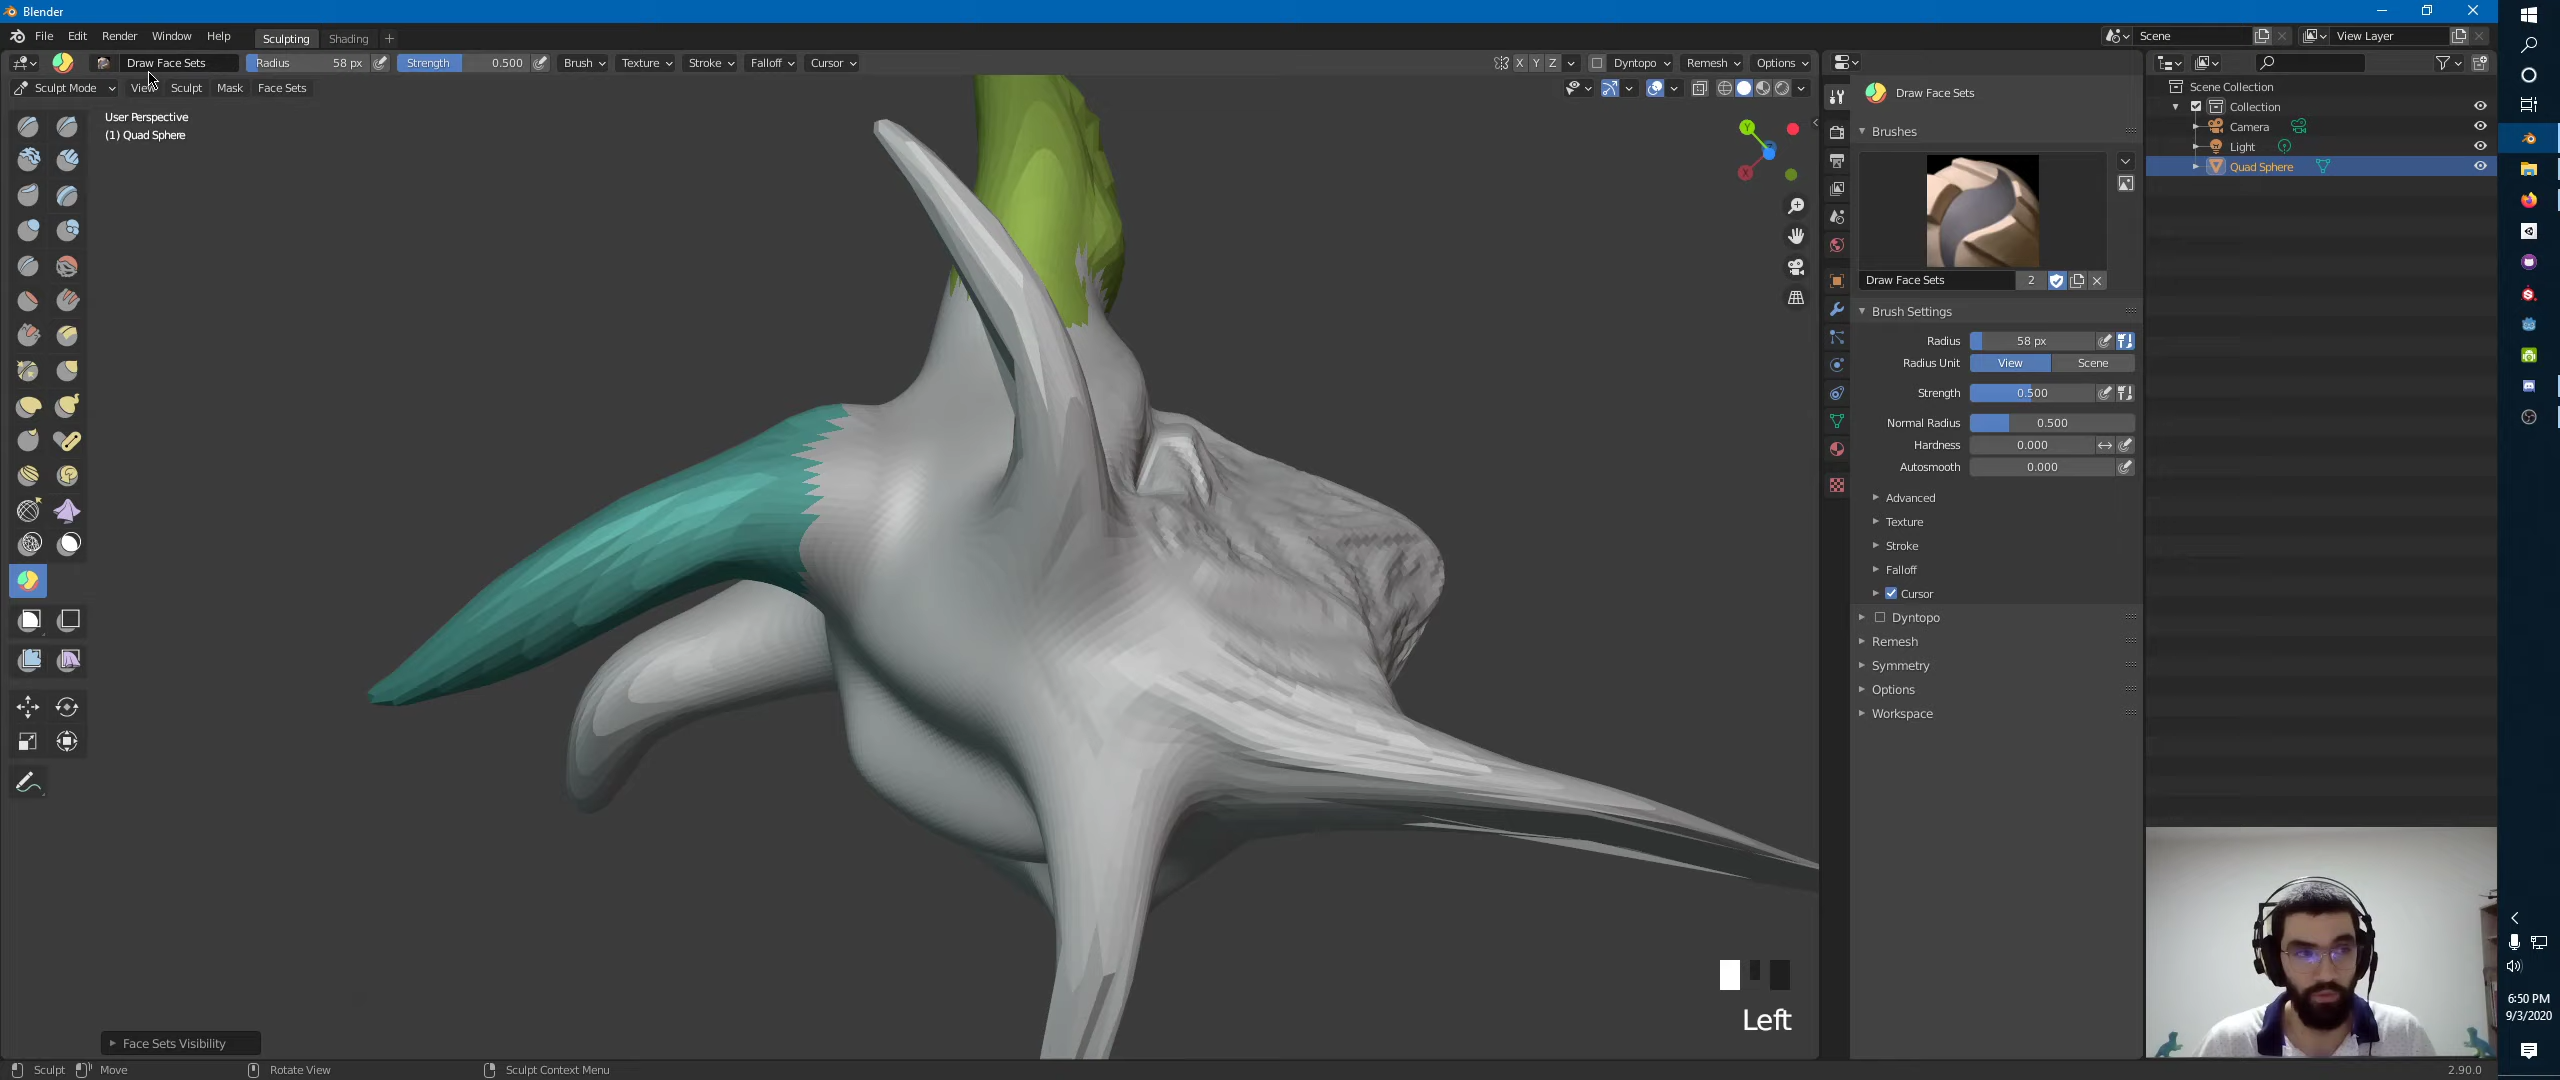 Blender
File Edit Render Window Help Sculpting Shading + Scene View Layer
Draw Face Sets Radius 58 px Strength 0.500 Brush Texture Stroke Falloff Cursor X Y Z Dyntopo Remesh Options
Sculpt Mode View Sculpt Mask Face Sets
User Perspective
(1) Quad Sphere
Y
X
Draw Face Sets
Brushes
Draw Face Sets 2
Brush Settings
Radius 58 px
Radius Unit View Scene
Strength 0.500
Normal Radius 0.500
Hardness 0.000
Autosmooth 0.000
Advanced
Texture
Stroke
Falloff
Cursor
Dyntopo
Remesh
Symmetry
Options
Workspace
Scene Collection
Collection
Camera
Light
Quad Sphere
Left
Face Sets Visibility
Sculpt Move Rotate View Sculpt Context Menu 2.90.0
6:50 PM
9/3/2020